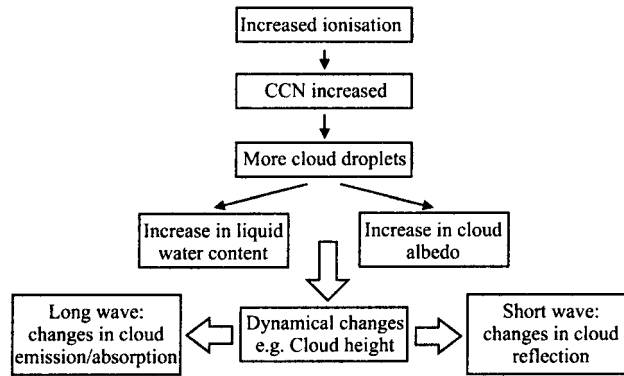 Increased ionisation
CCN increased
More cloud droplets
Increase in liquid
water content
Increase in cloud
albedo
Long wave:
changes in cloud
emission/absorption
Dynamical changes
e.g. Cloud height
Short wave:
changes in cloud
reflection